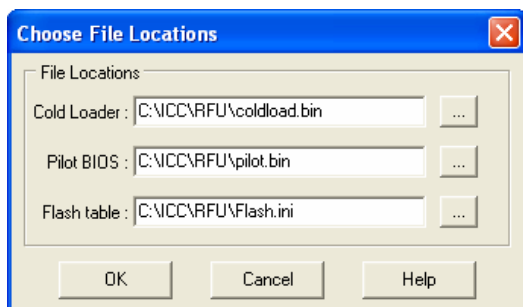 Choose File Locations
File Locations
Cold Loader : C:\ICC\RFU\coldload.bin ...
Pilot BIOS : C:\ICC\RFU\pilot.bin ...
Flash table : C:\ICC\RFU\Flash.ini ...
OK Cancel Help